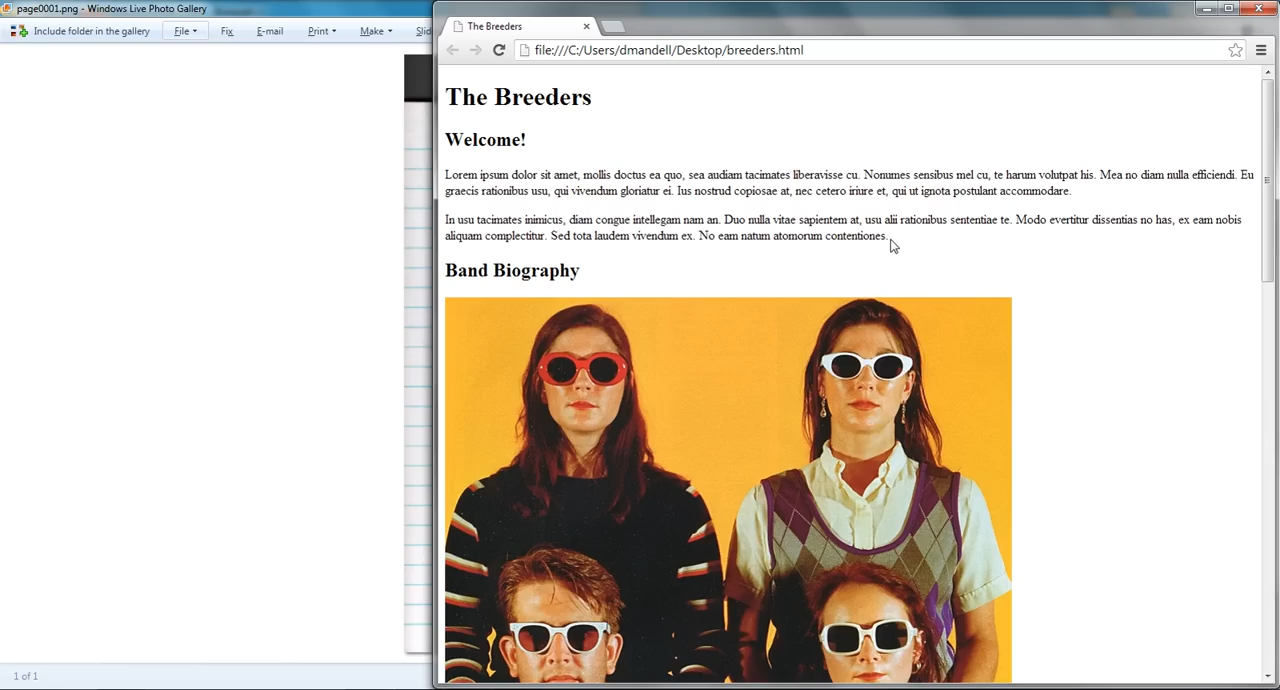 page0001.png - Windows Live Photo Gallery
Include folder in the gallery File Fix E-mail Print Make Slid
1 of 1
The Breeders
file:///C:/Users/dmandell/Desktop/breeders.html
The Breeders
Welcome!
Lorem ipsum dolor sit amet, mollis doctus ea quo, sea audiam tacimates liberavisse cu. Nonumes sensibus mel cu, te harum volutpat his. Mea no diam nulla efficiendi. Eu
graecis rationibus usu, qui vivendum gloriatur ei. Ius nostrud copiosae at, nec cetero iriure et, qui ut ignota postulant accommodare.
In usu tacimates inimicus, diam congue intellegam nam an. Duo nulla vitae sapientem at, usu alii rationibus sententiae te. Modo evertitur dissentias no has, ex eam nobis
aliquam complectitur. Sed tota laudem vivendum ex. No eam natum atomorum contentiones.
Band Biography